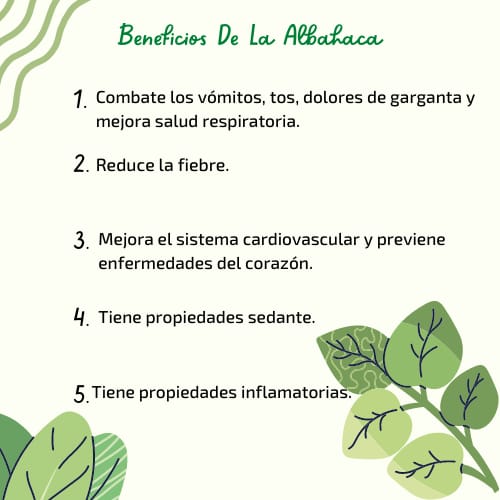 Beneficios De La Albahaca
1. Combate los vómitos, tos, dolores de garganta y
mejora salud respiratoria.
2. Reduce la fiebre.
3. Mejora el sistema cardiovascular y previene
enfermedades del corazón.
4. Tiene propiedades sedante.
5. Tiene propiedades inflamatorias.